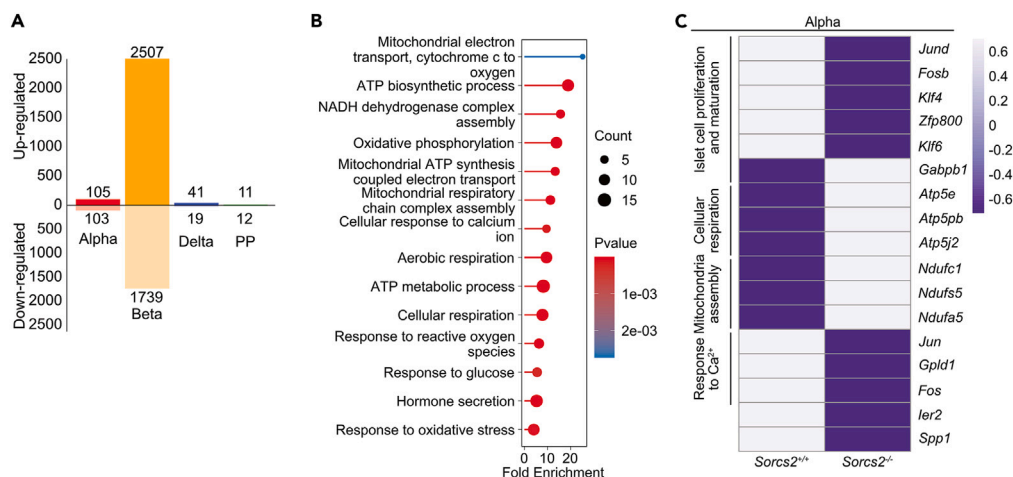 A
Up-regulated
Down-regulated
2500
2000
1500
1000
500
0
500
1000
1500
2000
2500
2507
105
41
11
103
19
12
Alpha
Delta
PP
1739
Beta
B
Mitochondrial electron
transport, cytochrome c to
oxygen
ATP biosynthetic process
NADH dehydrogenase complex
assembly
Oxidative phosphorylation
Mitochondrial ATP synthesis
coupled electron transport
Mitochondrial respiratory
chain complex assembly
Cellular response to calcium
ion
Aerobic respiration
ATP metabolic process
Cellular respiration
Response to reactive oxygen
species
Response to glucose
Hormone secretion
Response to oxidative stress
0 10 20
Fold Enrichment
Count
5
10
15
Pvalue
1e-03
2e-03
C
Alpha
Islet cell proliferation
and maturation
Cellular
respiration
Mitochondria
assembly
Response
to Ca²⁺
Jund
Fosb
Klf4
Zfp800
Klf6
Gabpb1
Atp5e
Atp5pb
Atp5j2
Ndufc1
Ndufs5
Ndufa5
Jun
Gpld1
Fos
Ier2
Spp1
Sorcs2⁺/⁺ Sorcs2⁻/⁻
0.6
0.4
0.2
0
-0.2
-0.4
-0.6